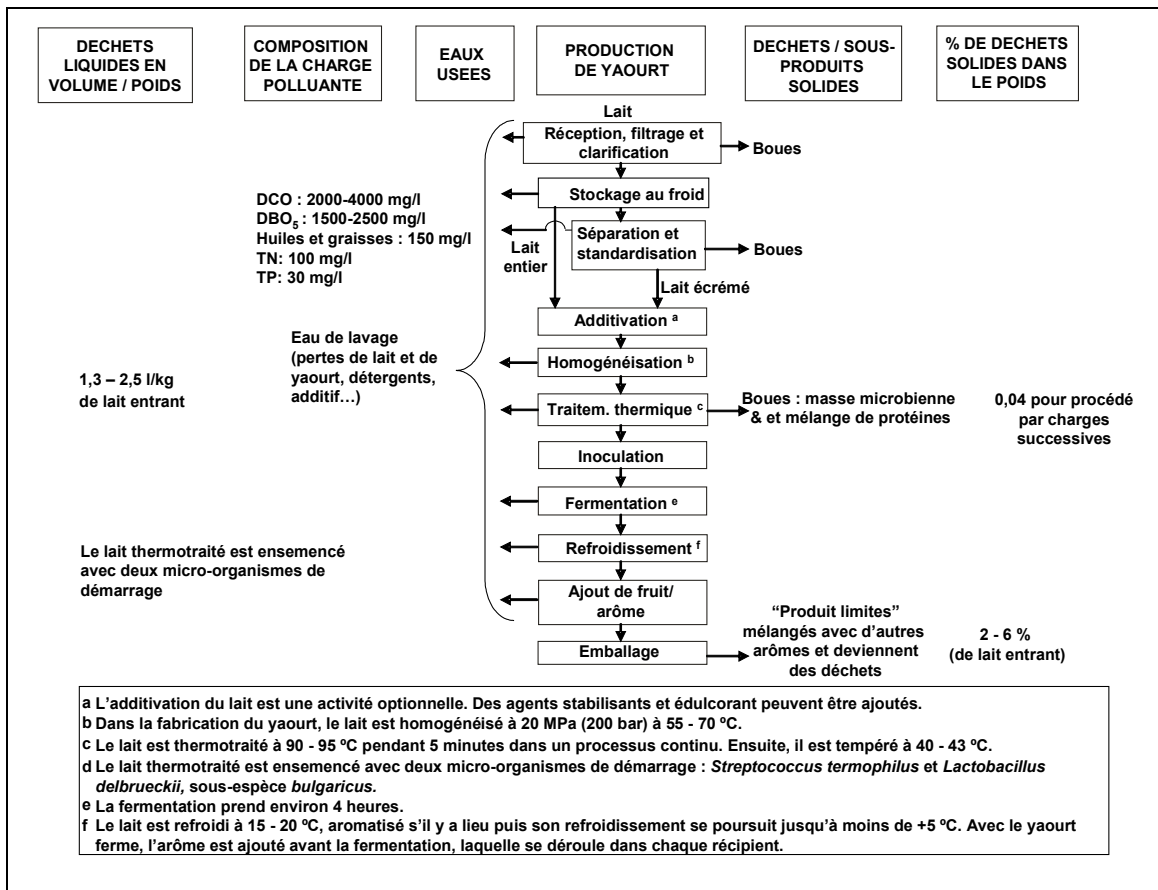 DECHETS
LIQUIDES EN
VOLUME / POIDS
COMPOSITION
DE LA CHARGE
POLLUANTE
EAUX
USEES
PRODUCTION
DE YAOURT
DECHETS / SOUS-
PRODUITS
SOLIDES
% DE DECHETS
SOLIDES DANS
LE POIDS
Lait
Réception, filtrage et
clarification
Boues
Stockage au froid
DCO : 2000-4000 mg/l
DBO5 : 1500-2500 mg/l
Huiles et graisses : 150 mg/l
TN: 100 mg/l
TP: 30 mg/l
Lait
entier
Séparation et
standardisation
Boues
Lait écrémé
Additivation a
Eau de lavage
(pertes de lait et de
yaourt, détergents,
additif…)
Homogénéisation b
1,3 – 2,5 l/kg
de lait entrant
Traitem. thermique c
Boues : masse microbienne
& et mélange de protéines
0,04 pour procédé
par charges
successives
Inoculation
Fermentation e
Le lait thermotraité est ensemencé
avec deux micro-organismes de
démarrage
Refroidissement f
Ajout de fruit/
arôme
Emballage
“Produit limites”
mélangés avec d’autres
arômes et deviennent
des déchets
2 - 6 %
(de lait entrant)
a L’additivation du lait est une activité optionnelle. Des agents stabilisants et édulcorant peuvent être ajoutés.
b Dans la fabrication du yaourt, le lait est homogénéisé à 20 MPa (200 bar) à 55 - 70 ºC.
c Le lait est thermotraité à 90 - 95 ºC pendant 5 minutes dans un processus continu. Ensuite, il est tempéré à 40 - 43 ºC.
d Le lait thermotraité est ensemencé avec deux micro-organismes de démarrage : Streptococcus termophilus et Lactobacillus
delbrueckii, sous-espèce bulgaricus.
e La fermentation prend environ 4 heures.
f Le lait est refroidi à 15 - 20 ºC, aromatisé s’il y a lieu puis son refroidissement se poursuit jusqu’à moins de +5 ºC. Avec le yaourt
ferme, l’arôme est ajouté avant la fermentation, laquelle se déroule dans chaque récipient.